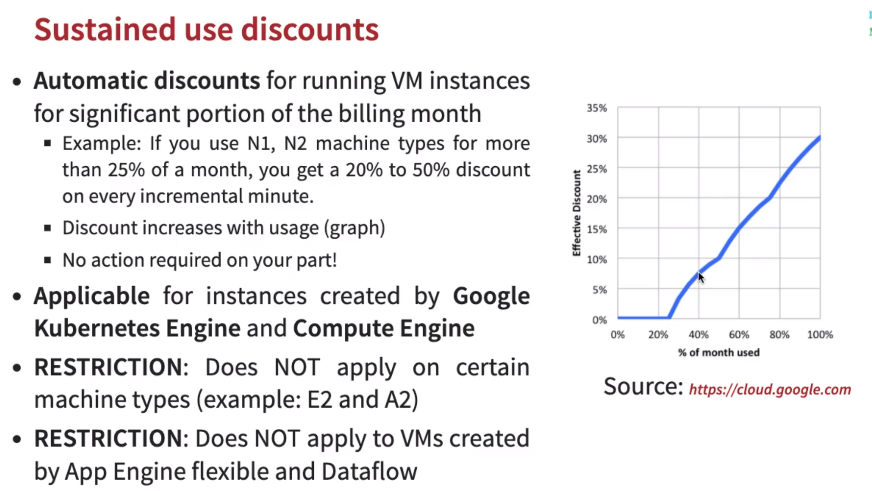 Sustained use discounts
• Automatic discounts for running VM instances
for significant portion of the billing month
▪ Example: If you use N1, N2 machine types for more
than 25% of a month, you get a 20% to 50% discount
on every incremental minute.
▪ Discount increases with usage (graph)
▪ No action required on your part!
• Applicable for instances created by Google
Kubernetes Engine and Compute Engine
• RESTRICTION: Does NOT apply on certain
machine types (example: E2 and A2)
• RESTRICTION: Does NOT apply to VMs created
by App Engine flexible and Dataflow
35%
30%
25%
20%
15%
10%
5%
0%
Effective Discount
0% 20% 40% 60% 80% 100%
% of month used
Source: https://cloud.google.com